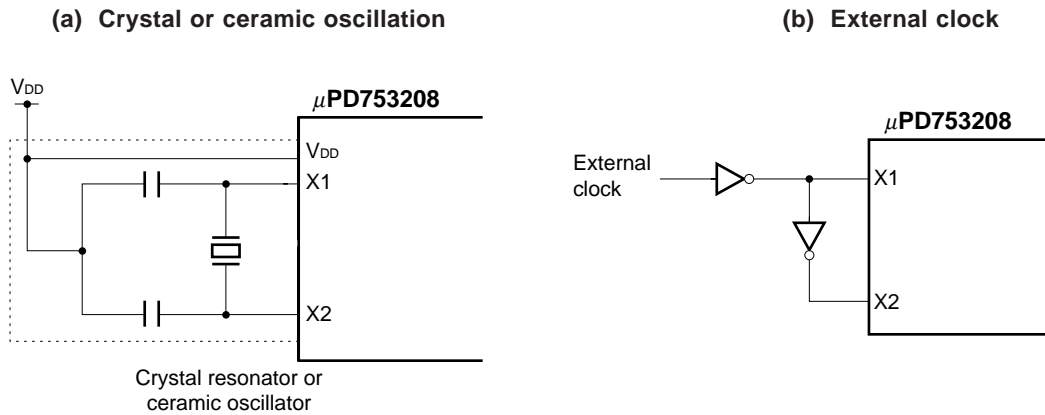 (a) Crystal or ceramic oscillation
VDD
μPD753208
VDD
X1
X2
Crystal resonator or
ceramic oscillator
(b) External clock
μPD753208
External
clock
X1
X2